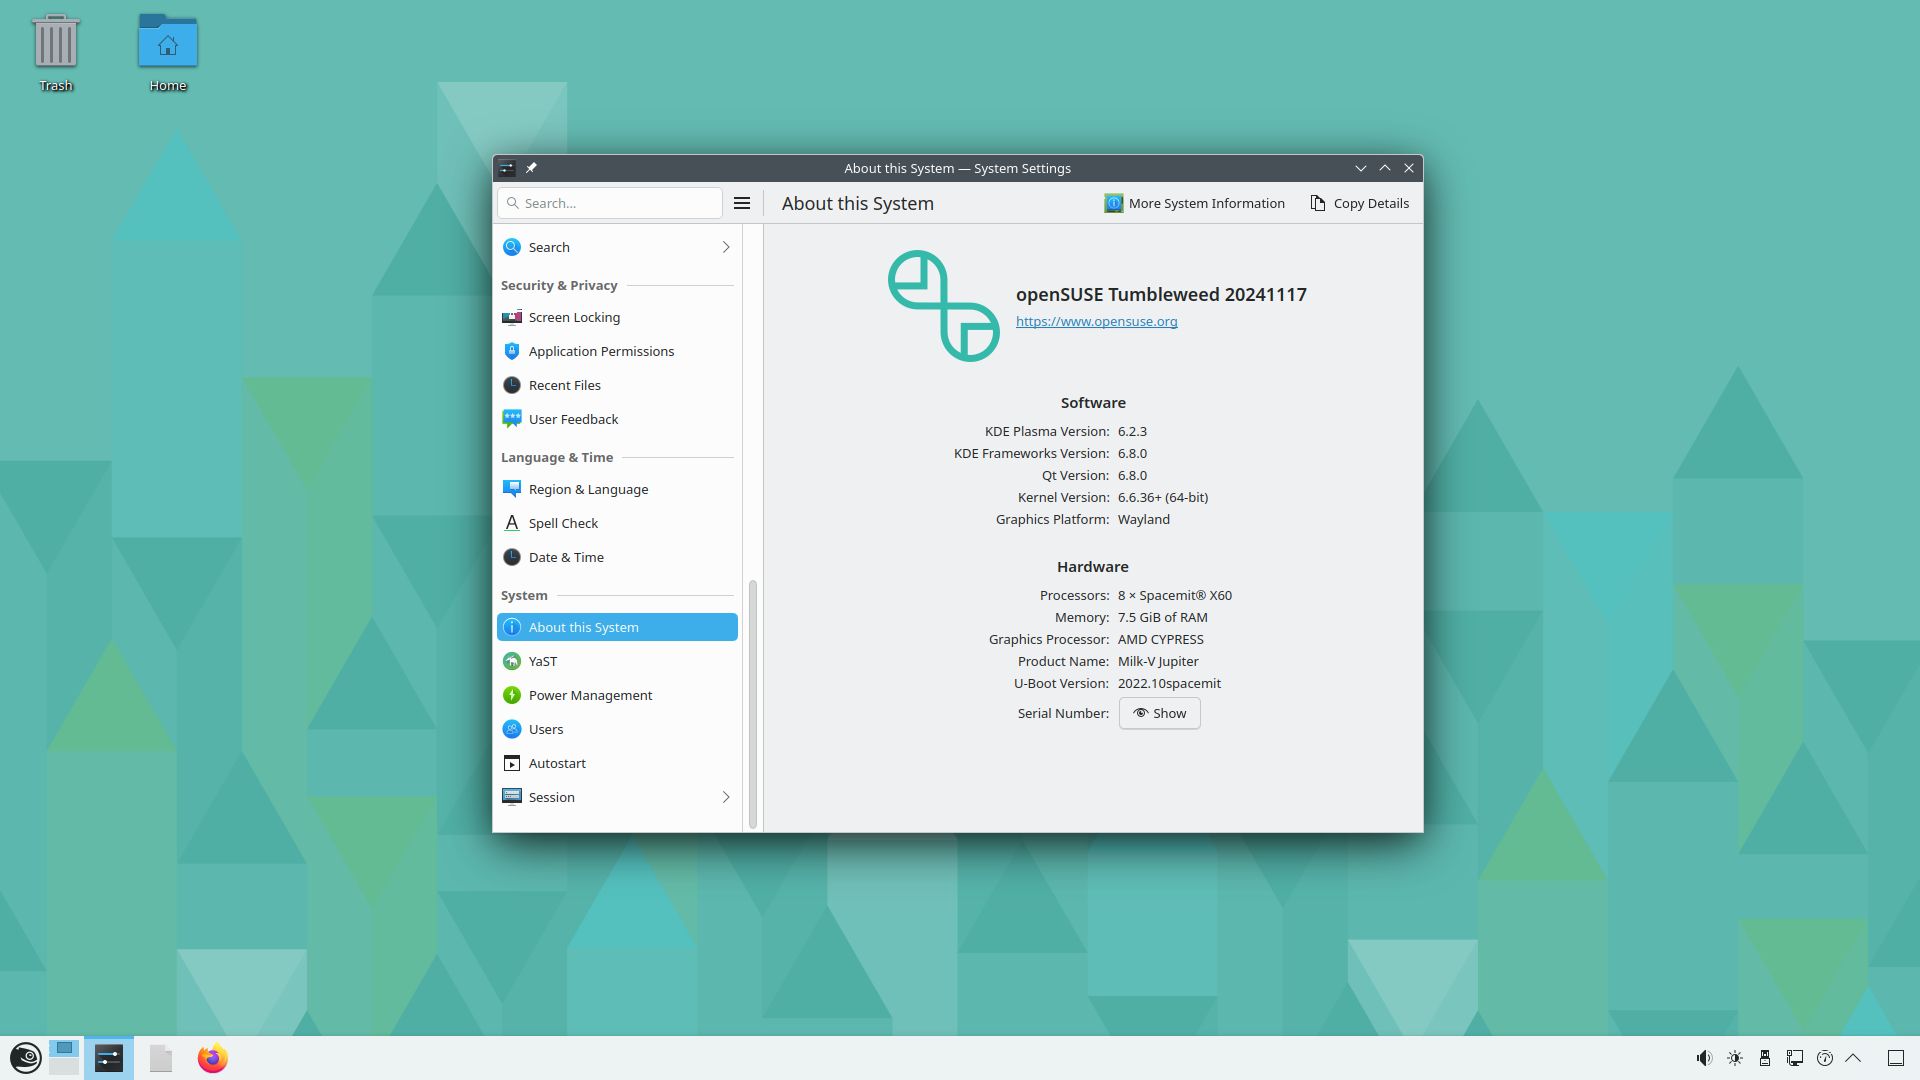 Trash
Home
About this System — System Settings
Search...
About this System
More System Information
Copy Details
Search
Security & Privacy
Screen Locking
Application Permissions
Recent Files
User Feedback
Language & Time
Region & Language
Spell Check
Date & Time
System
About this System
YaST
Power Management
Users
Autostart
Session
openSUSE Tumbleweed 20241117
https://www.opensuse.org
Software
KDE Plasma Version: 6.2.3
KDE Frameworks Version: 6.8.0
Qt Version: 6.8.0
Kernel Version: 6.6.36+ (64-bit)
Graphics Platform: Wayland
Hardware
Processors: 8 × Spacemit® X60
Memory: 7.5 GiB of RAM
Graphics Processor: AMD CYPRESS
Product Name: Milk-V Jupiter
U-Boot Version: 2022.10spacemit
Serial Number: Show